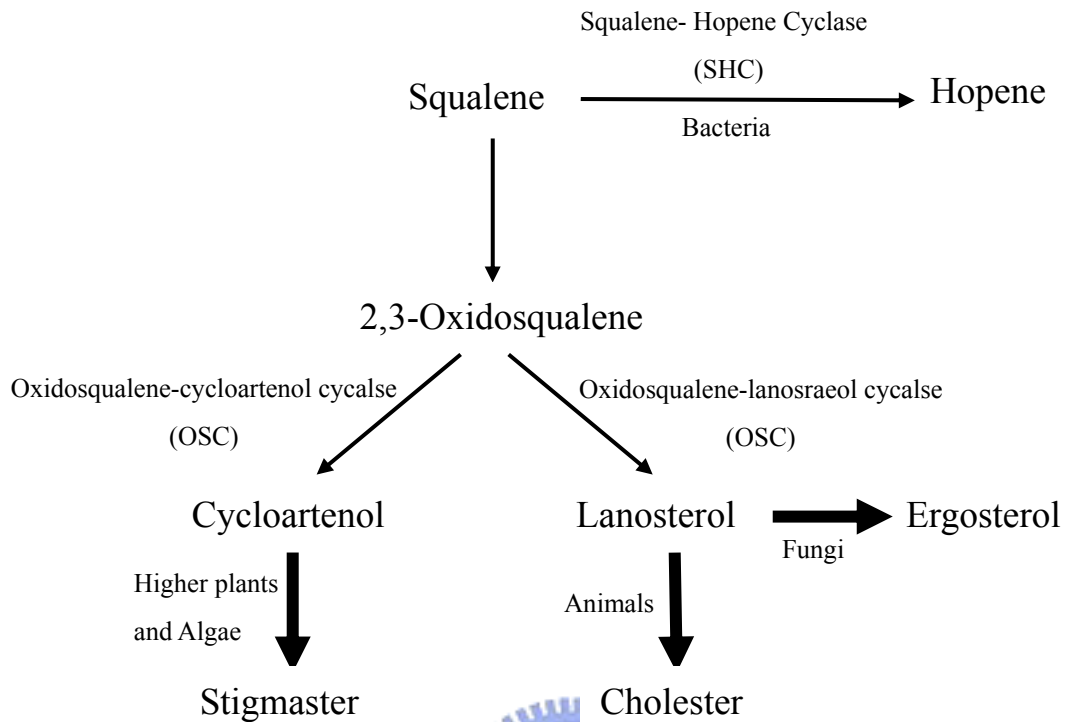 Squalene- Hopene Cyclase
(SHC)
Squalene
Hopene
Bacteria
2,3-Oxidosqualene
Oxidosqualene-cycloartenol cycalse
(OSC)
Oxidosqualene-lanosraeol cycalse
(OSC)
Cycloartenol
Lanosterol
Ergosterol
Fungi
Higher plants
and Algae
Animals
Stigmaster
Cholester